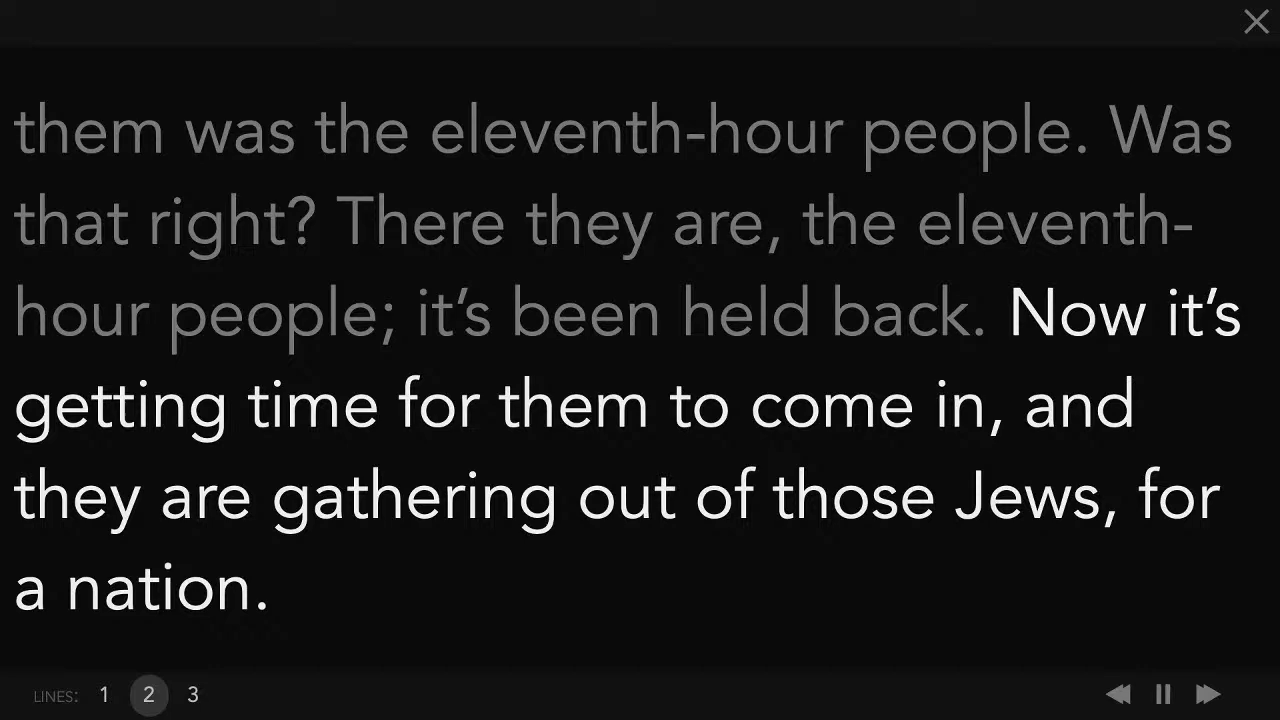 them was the eleventh-hour people. Was
that right? There they are, the eleventh-
hour people; it’s been held back. Now it’s
getting time for them to come in, and
they are gathering out of those Jews, for
a nation.
LINES: 1 2 3